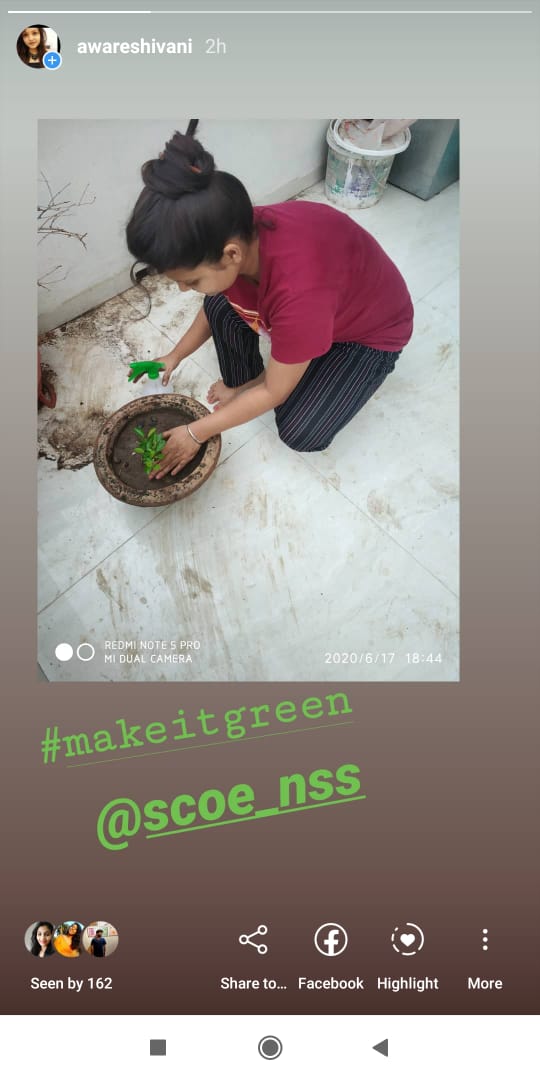 awareshivani 2h
REDMI NOTE 5 PRO
MI DUAL CAMERA
2020/6/17 18:44
#makeitgreen
@scoe_nss
Seen by 162
Share to...
Facebook
Highlight
More